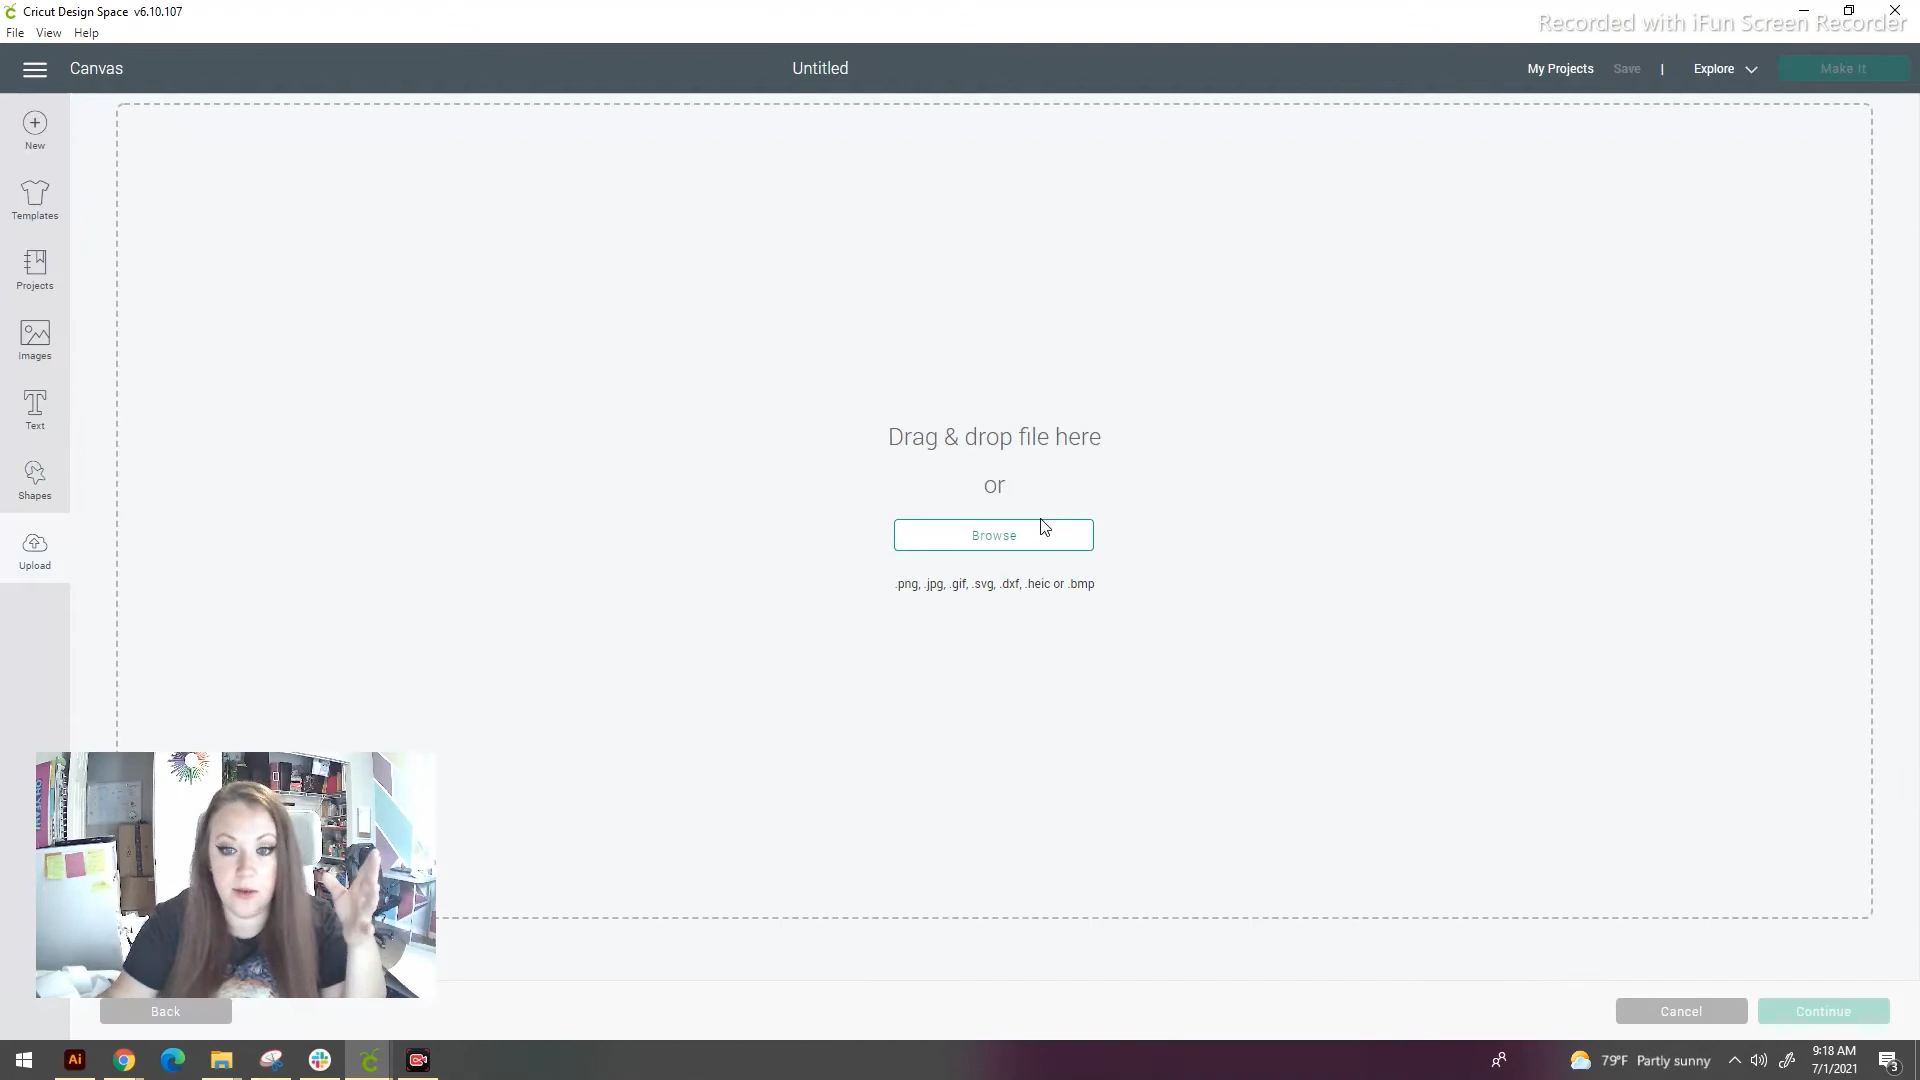 Cricut Design Space v6.10.107
Recorded with iFun Screen Recorder
File View Help
Canvas
Untitled
My Projects Save | Explore Make It
New
Templates
Projects
Images
Text
Shapes
Upload
Drag & drop file here
or
Browse
.png, .jpg, .gif, .svg, .dxf, .heic or .bmp
Back
Cancel
Continue
Ai
79°F Partly sunny
9:18 AM
7/1/2021
3